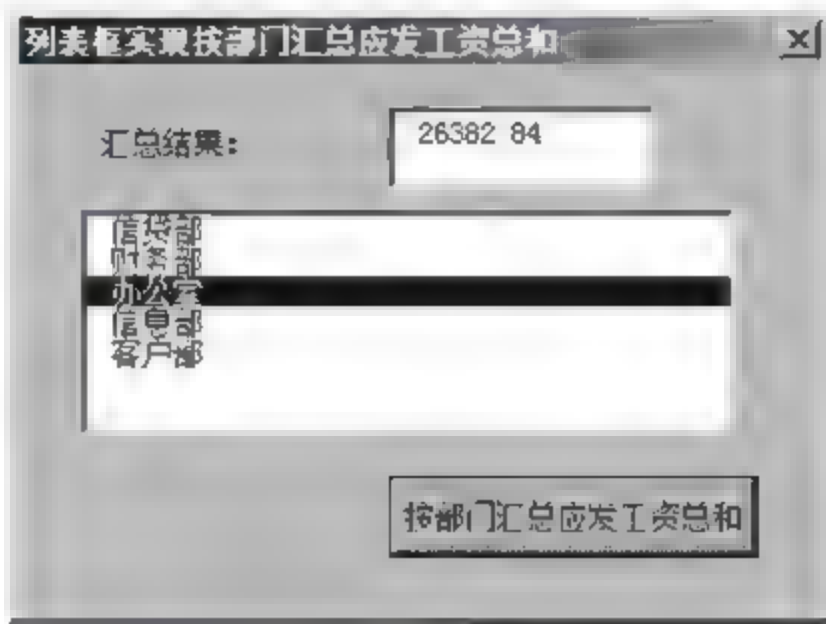 列表框实现按部门汇总应发工资总和
汇总结果:
26382 84
信贷部
财务部
办公室
信息部
客户部
按部门汇总应发工资总和